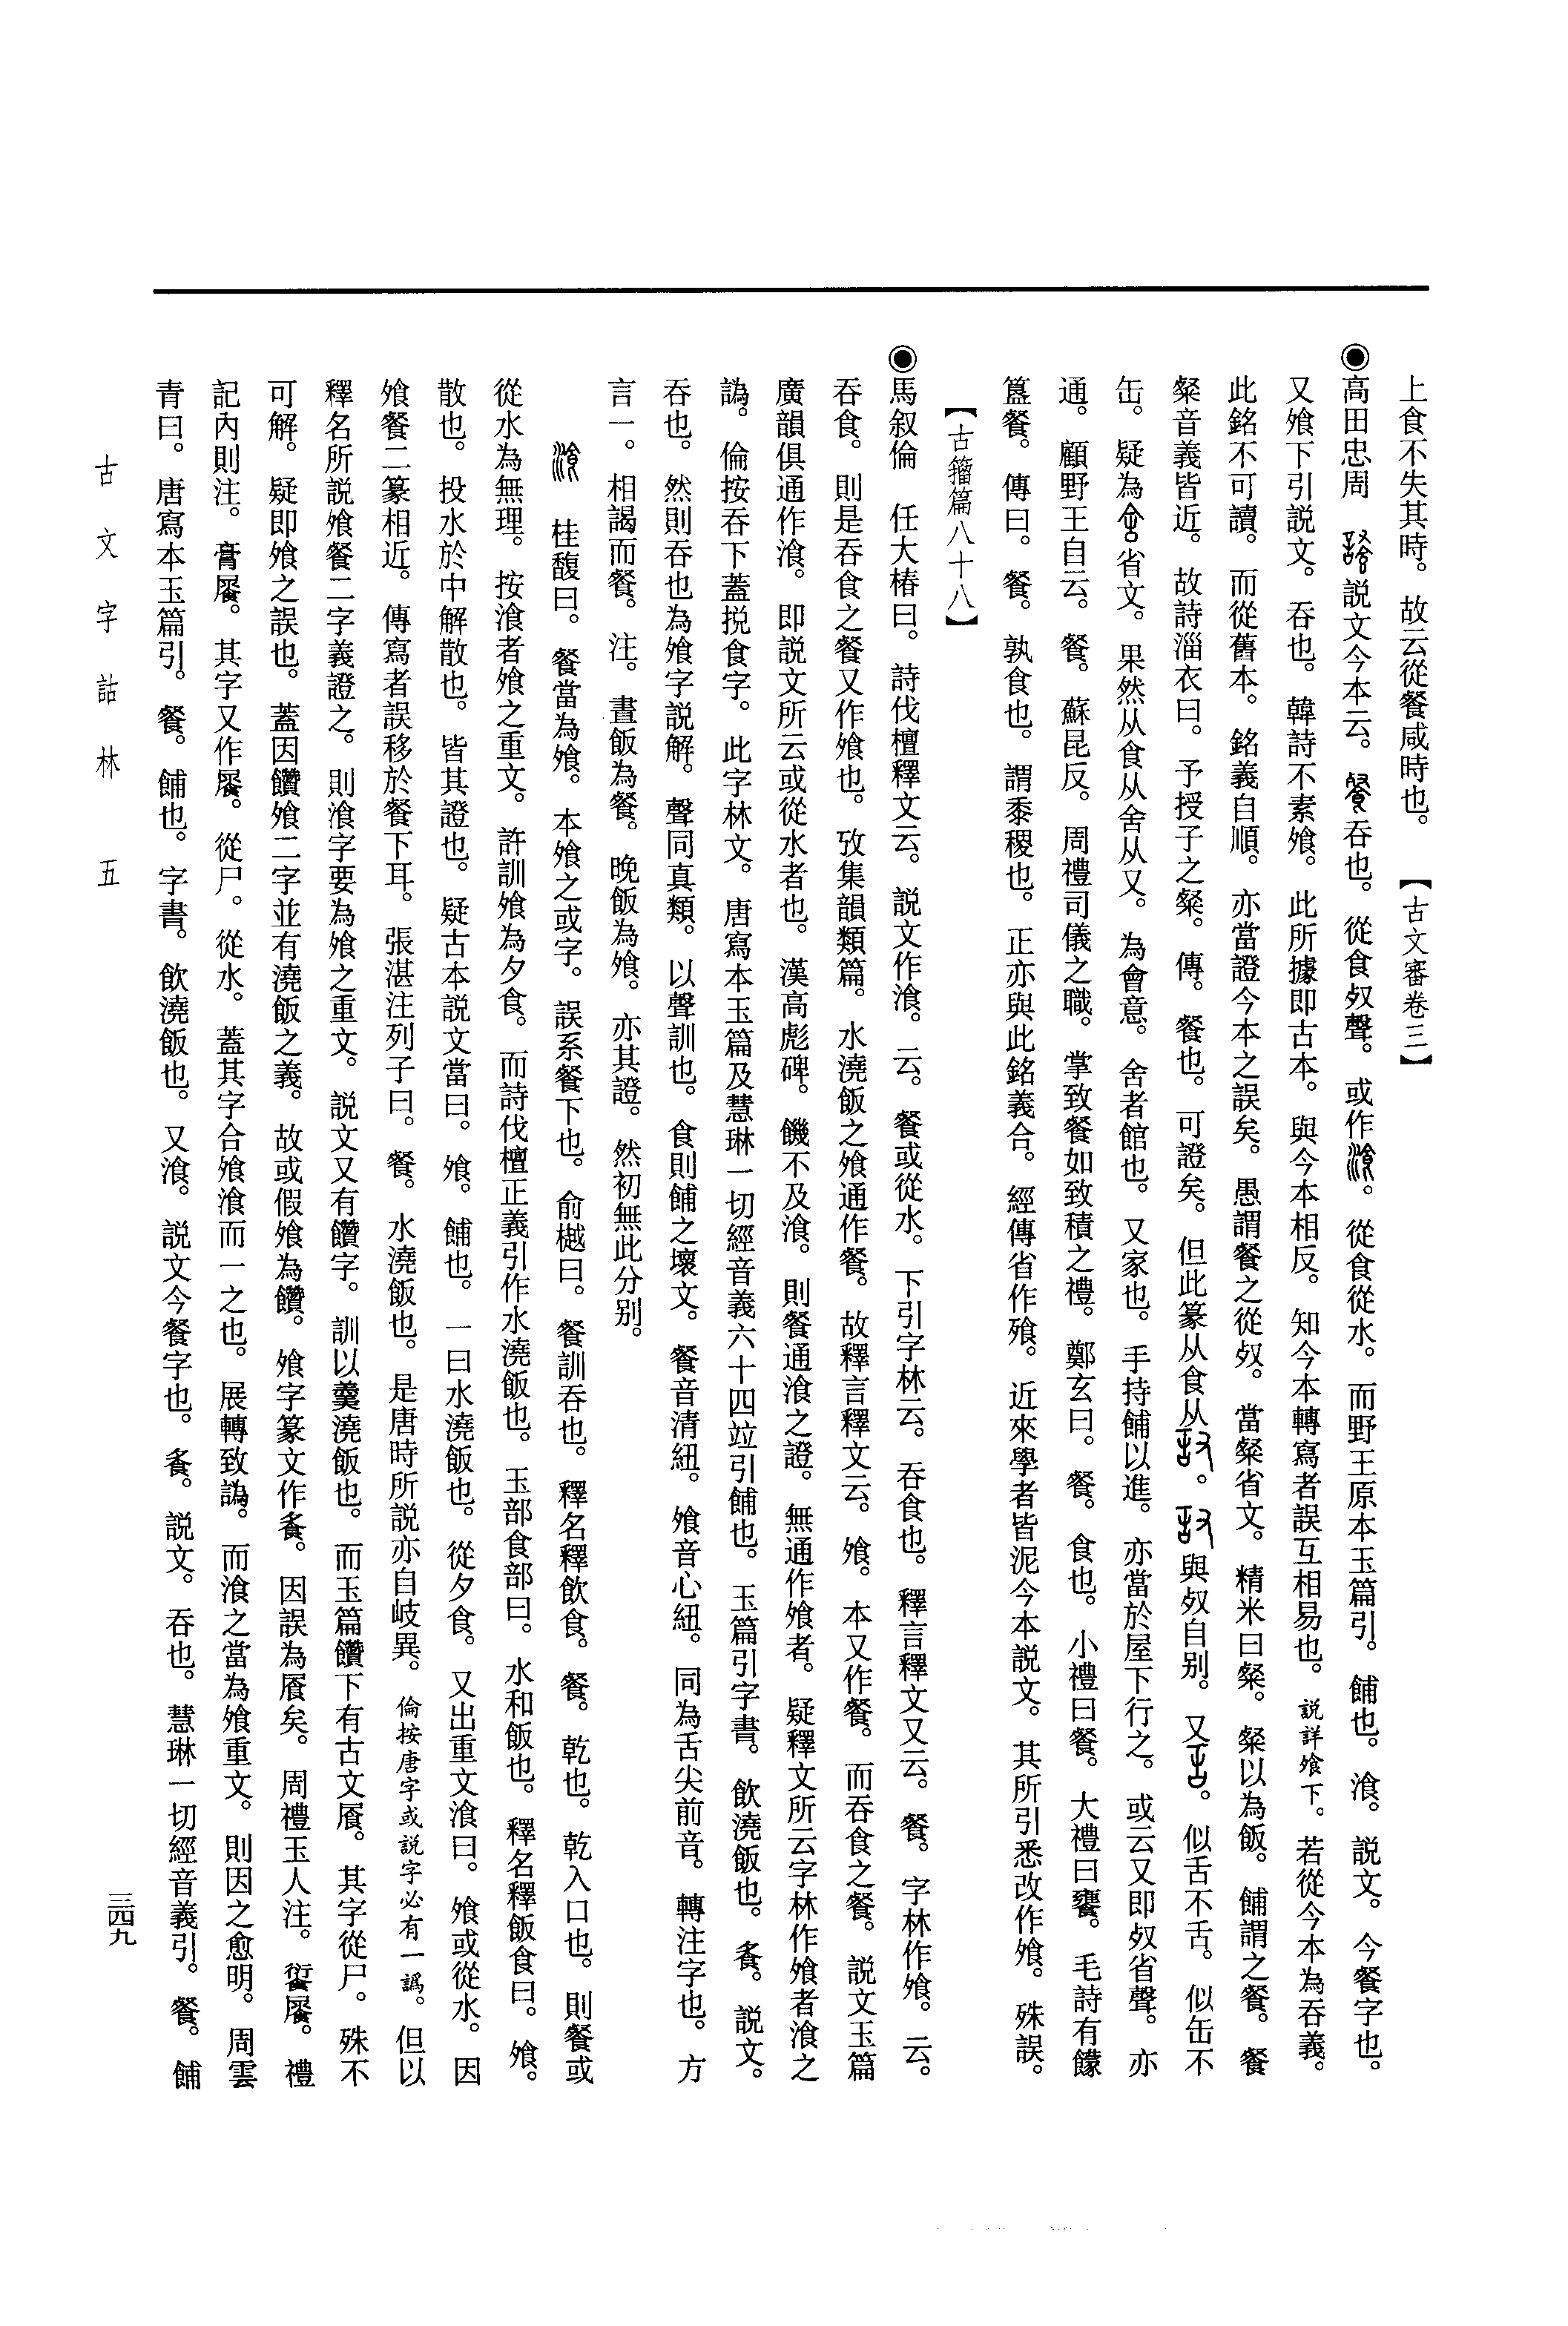 上食不失其時。故云從餐咸時也。【古文審卷三】
◉高田忠周　説文今本云。吞也。從食𣦼聲。或作。從食從水。而野王原本玉篇引。餔也。湌。説文。今餐字也。
又飧下引説文。吞也。韓詩不素飧。此所據即古本。與今本相反。知今本轉寫者誤互相易也。説詳飧下。若從今本為吞義。
此銘不可讀。而從舊本。銘義自順。亦當證今本之誤矣。愚謂餐之從𣦼。當粲省文。精米曰粲。粲以為飯。餔謂之餐。餐
粲音義皆近。故詩淄衣曰。予授子之粲。傳。餐也。可證矣。但此篆从食从。與𣦼自別。又。似舌不舌。似缶不
缶。疑為省文。果然从食从舍从又。為會意。舍者館也。又家也。手持餔以進。亦當於屋下行之。或云又即𣦼省聲。亦
通。顧野王自云。餐。蘇昆反。周禮司儀之職。掌致餐如致積之禮。鄭玄曰。餐。食也。小禮曰餐。大禮曰饔。毛詩有饛
簋餐。傳曰。餐。孰食也。謂黍稷也。正亦與此銘義合。經傳省作飱。近來學者皆泥今本説文。其所引悉改作飧。殊誤。
【古籀篇八十八】
◉馬叙倫　任大椿曰。詩伐檀釋文云。説文作湌。云。餐或從水。下引字林云。吞食也。釋言釋文又云。餐。字林作飧。云。
吞食。則是吞食之餐又作飧也。攷集韻類篇。水澆飯之飧通作餐。故釋言釋文云。飧。本又作餐。而吞食之餐。説文玉篇
廣韻俱通作湌。即説文所云或從水者也。漢高彪碑。饑不及湌。則餐通湌之證。無通作飧者。疑釋文所云字林作飧者湌之
譌。倫按吞下蓋挩食字。此字林文。唐寫本玉篇及慧琳一切經音義六十四竝引餔也。玉篇引字書。飲澆飯也。飡。説文。
吞也。然則吞也為飧字説解。聲同真類。以聲訓也。食則餔之壞文。餐音清紐。飧音心紐。同為舌尖前音。轉注字也。方
言一。相謁而餐。注。晝飯為餐。晚飯為飧。亦其證。然初無此分别。
桂馥曰。餐當為飧。本飧之或字。誤系餐下也。俞樾曰。餐訓吞也。釋名釋飲食。餐。乾也。乾入口也。則餐或
從水為無理。按湌者飧之重文。許訓飧為夕食。而詩伐檀正義引作水澆飯也。玉部食部曰。水和飯也。釋名釋飯食曰。飧。
散也。投水於中解散也。皆其證也。疑古本説文當曰。飧。餔也。一曰水澆飯也。從夕食。又出重文湌曰。飧或從水。因
飧餐二篆相近。傳寫者誤移於餐下耳。張湛注列子曰。餐。水澆飯也。是唐時所説亦自岐異。倫按唐字或説字必有一譌。但以
釋名所説飧餐二字義證之。則湌字要為飧之重文。説文又有饡字。訓以羹澆飯也。而玉篇饡下有古文𩜾。其字從尸。殊不
可解。疑即飧之誤也。蓋因饡飧二字並有澆飯之義。故或假飧為饡。飧字篆文作飡。因誤為𩜾矣。周禮玉人注。。禮
記內則注。膏。其字又作。從尸。從水。蓋其字合飧湌而一之也。展轉致譌。而湌之當為飧重文。則因之愈明。周雲
青曰。唐寫本玉篇引。餐。餔也。字書。飲澆飯也。又湌。説文今餐字也。飡。説文。吞也。慧琳一切經音義引。餐。餔
古文字詁林　五
三四九